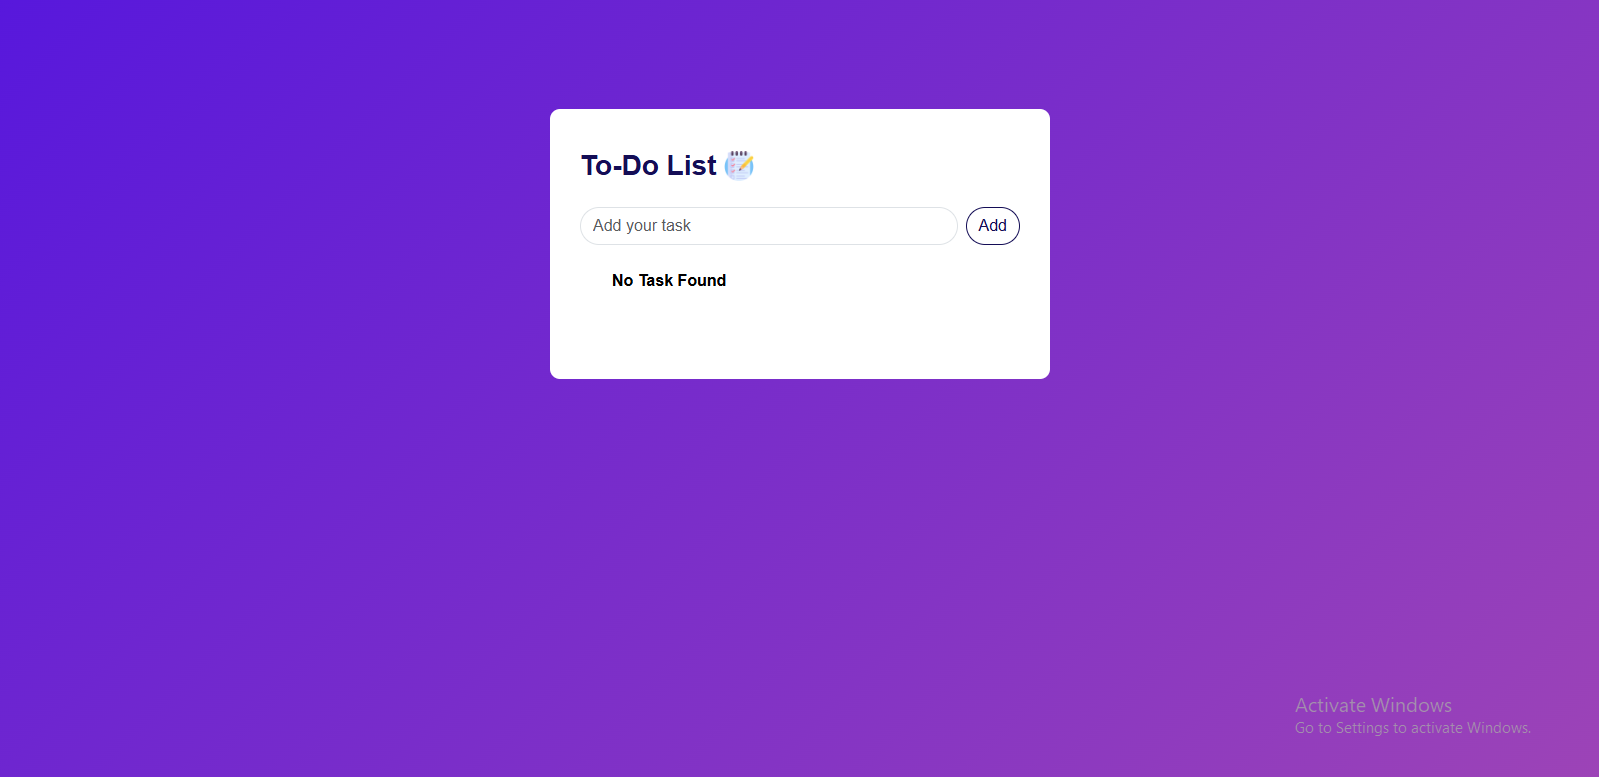 To-Do List
Add your task
Add
No Task Found
Activate Windows
Go to Settings to activate Windows.